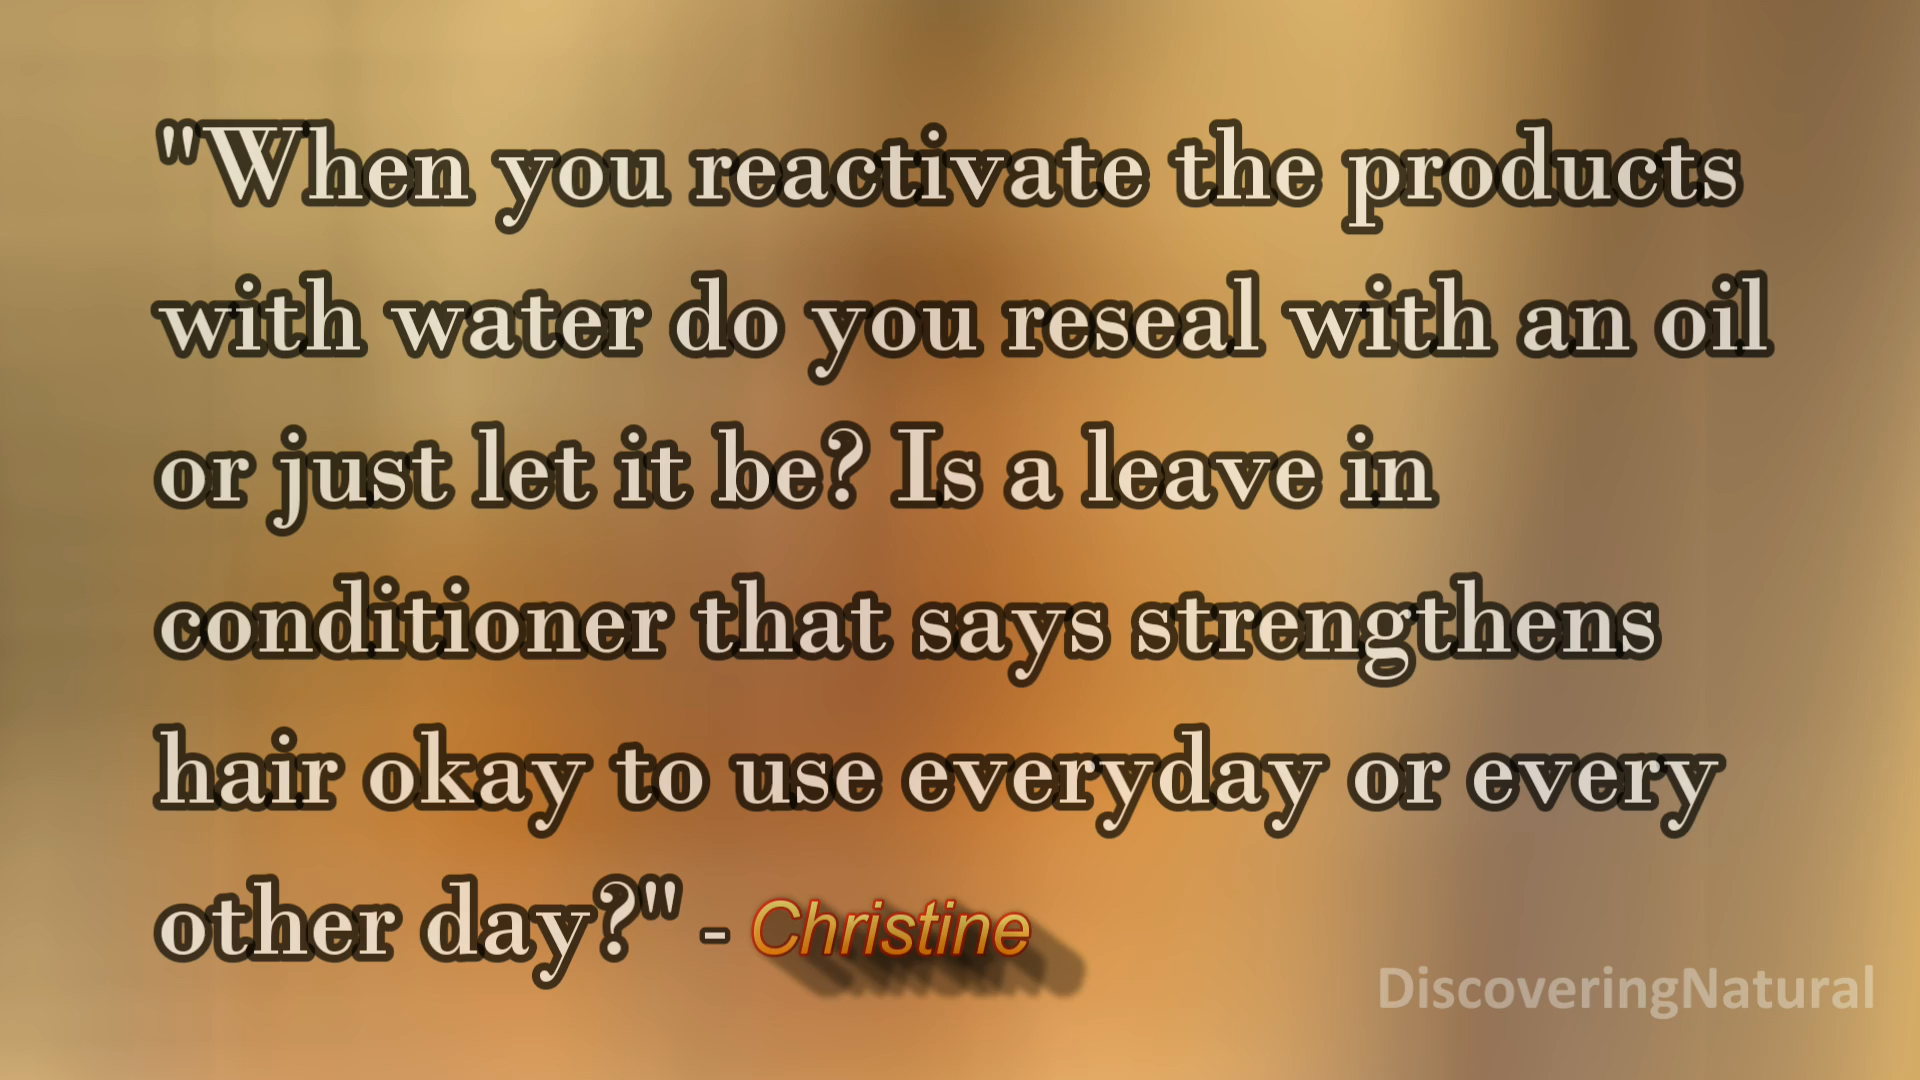 "When you reactivate the products
with water do you reseal with an oil
or just let it be? Is a leave in
conditioner that says strengthens
hair okay to use everyday or every
other day?" - Christine
DiscoveringNatural